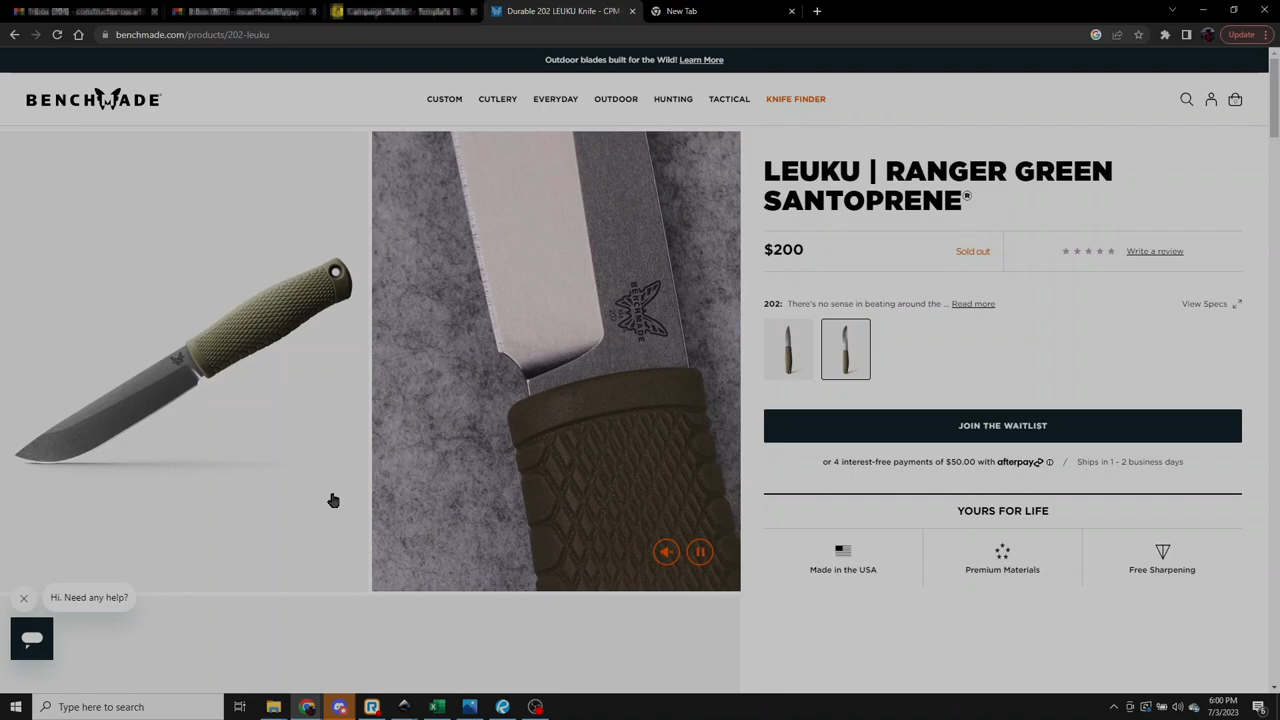 Durable 202 LEUKU Knife - CPM-
New Tab
benchmade.com/products/202-leuku
Update
Outdoor blades built for the Wild! Learn More
BENCHMADE
CUSTOM CUTLERY EVERYDAY OUTDOOR HUNTING TACTICAL KNIFE FINDER
LEUKU | RANGER GREEN
SANTOPRENE®
$200
Sold out
Write a review
202: There's no sense in beating around the ... Read more
View Specs
JOIN THE WAITLIST
or 4 interest-free payments of $50.00 with afterpay / Ships in 1 - 2 business days
YOURS FOR LIFE
Made in the USA
Premium Materials
Free Sharpening
BENCHMADE
Hi. Need any help?
Type here to search
6:00 PM
7/3/2023